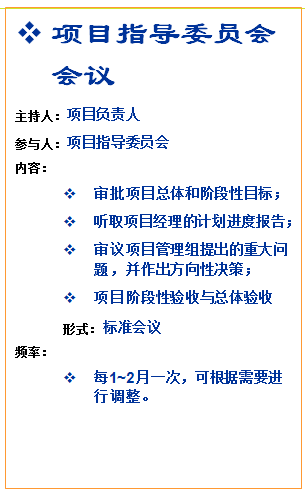 ❖ 项目指导委员会
会议
主持人：项目负责人
参与人：项目指导委员会
内容：
❖ 审批项目总体和阶段性目标；
❖ 听取项目经理的计划进度报告；
❖ 审议项目管理组提出的重大问
题，并作出方向性决策；
❖ 项目阶段性验收与总体验收
形式：标准会议
频率：
❖ 每1~2月一次，可根据需要进
行调整。